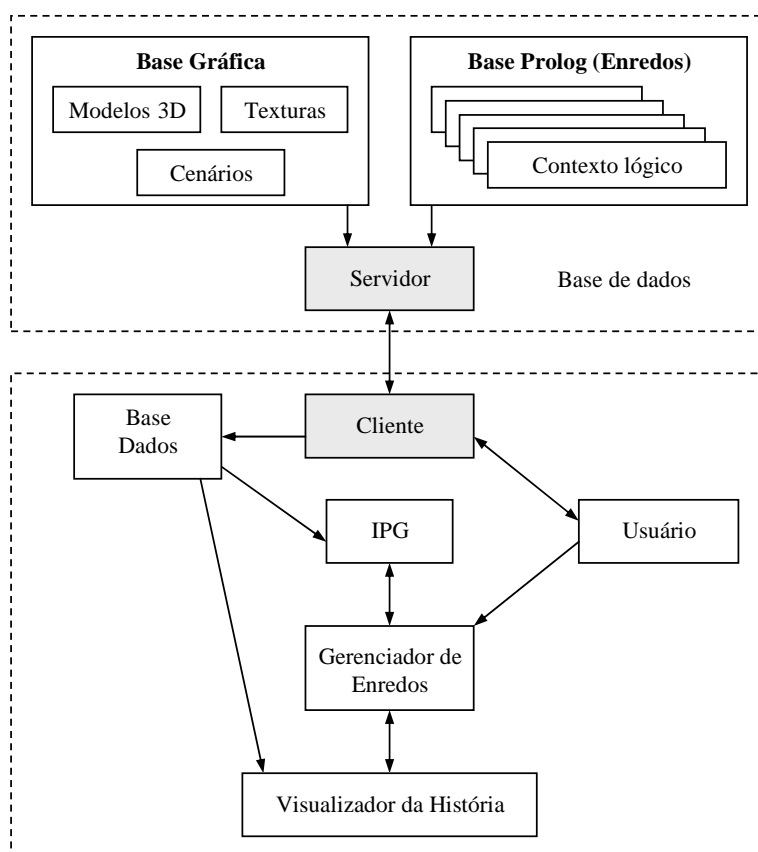 Base Gráfica
Base Prolog (Enredos)
Modelos 3D
Texturas
Cenários
Contexto lógico
Servidor
Base de dados
Base
Dados
Cliente
IPG
Usuário
Gerenciador de
Enredos
Visualizador da História